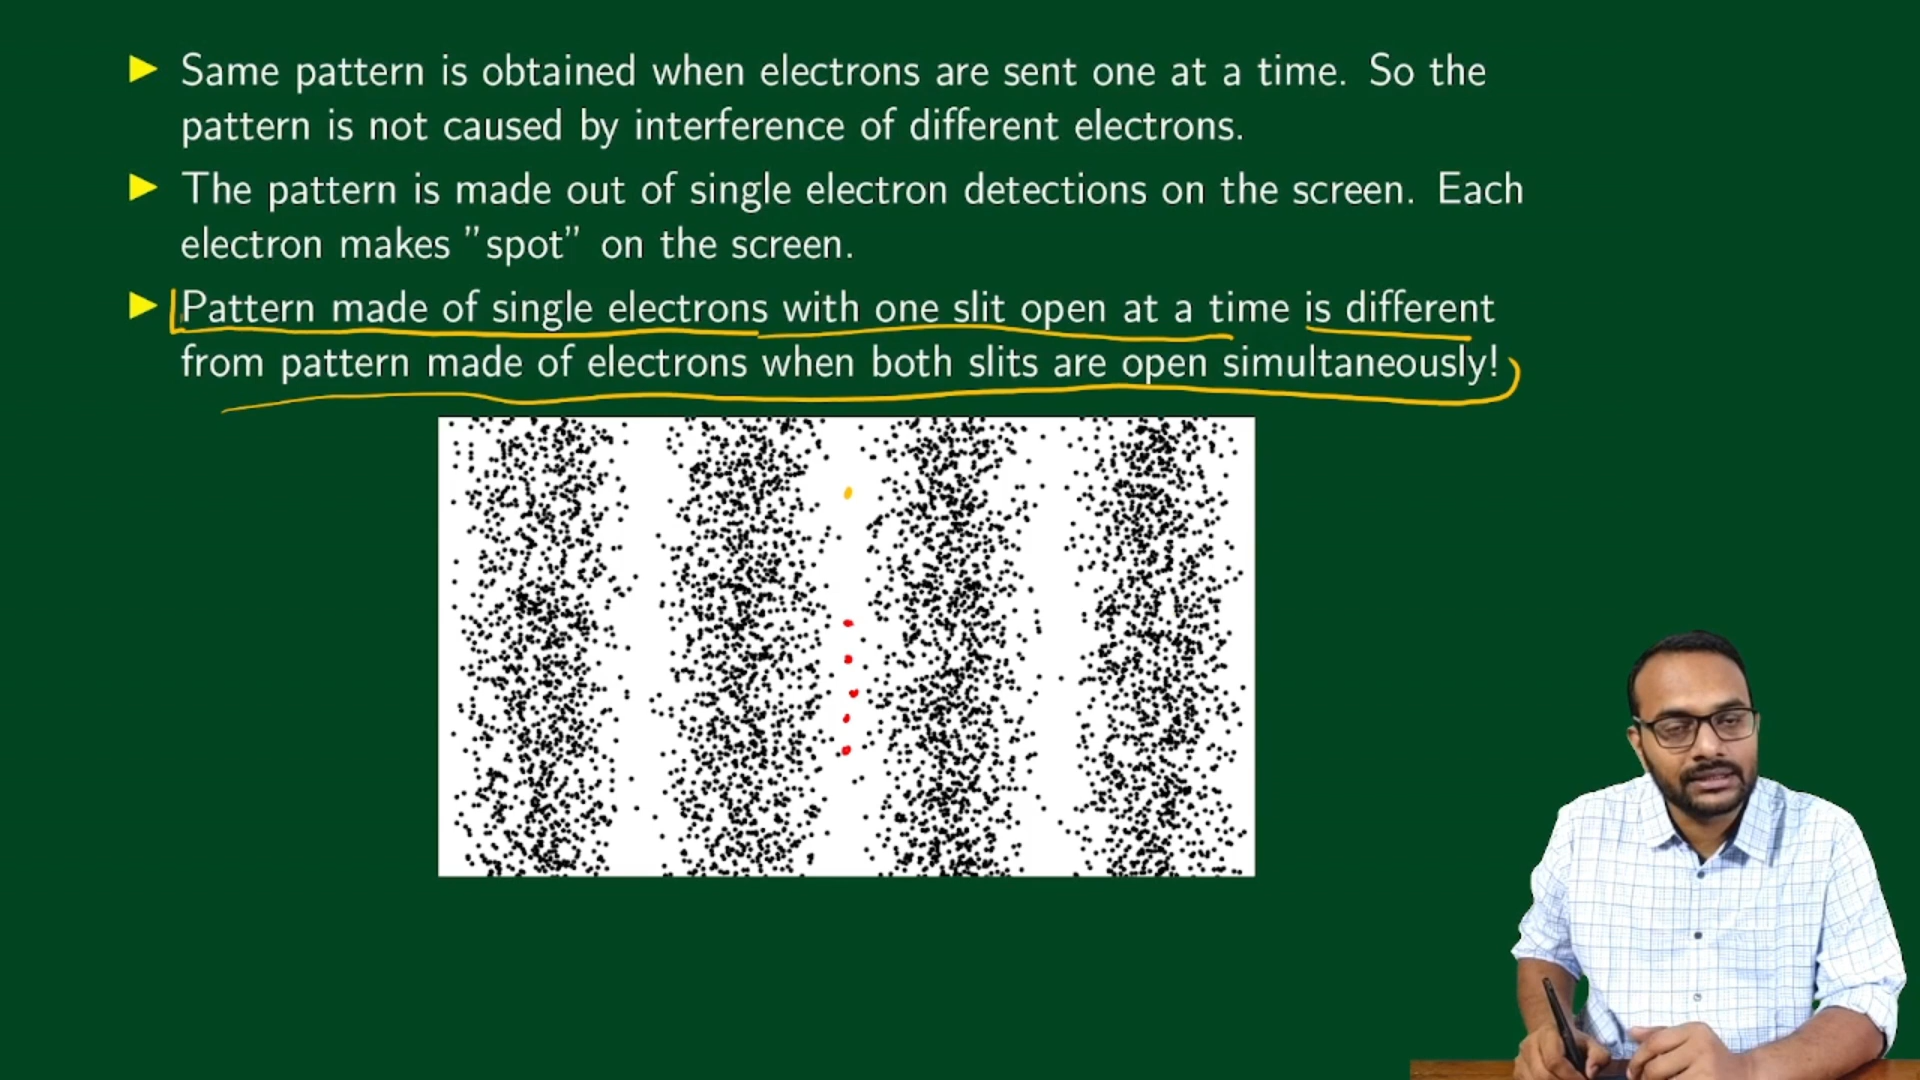 Same pattern is obtained when electrons are sent one at a time. So the
pattern is not caused by interference of different electrons.
The pattern is made out of single electron detections on the screen. Each
electron makes ”spot” on the screen.
Pattern made of single electrons with one slit open at a time is different
from pattern made of electrons when both slits are open simultaneously!